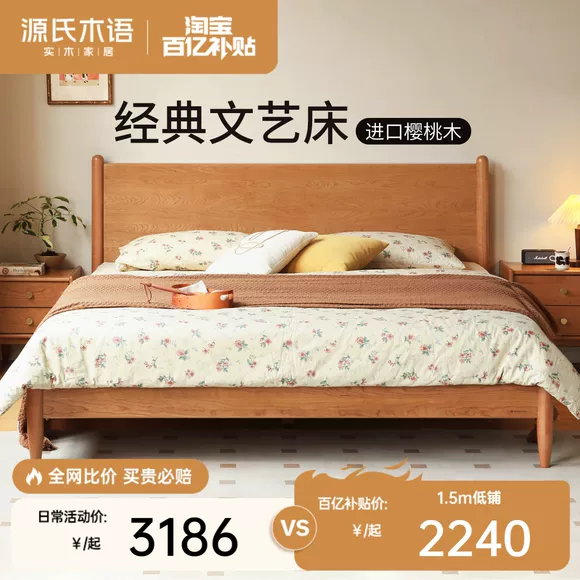 源氏木语
实·木·家·居
淘宝
百亿补贴
经典文艺床
进口樱桃木
全网比价 买贵必赔
日常活动价:
¥/起
3186
VS
百亿补贴价:
¥/起
1.5m低铺
2240